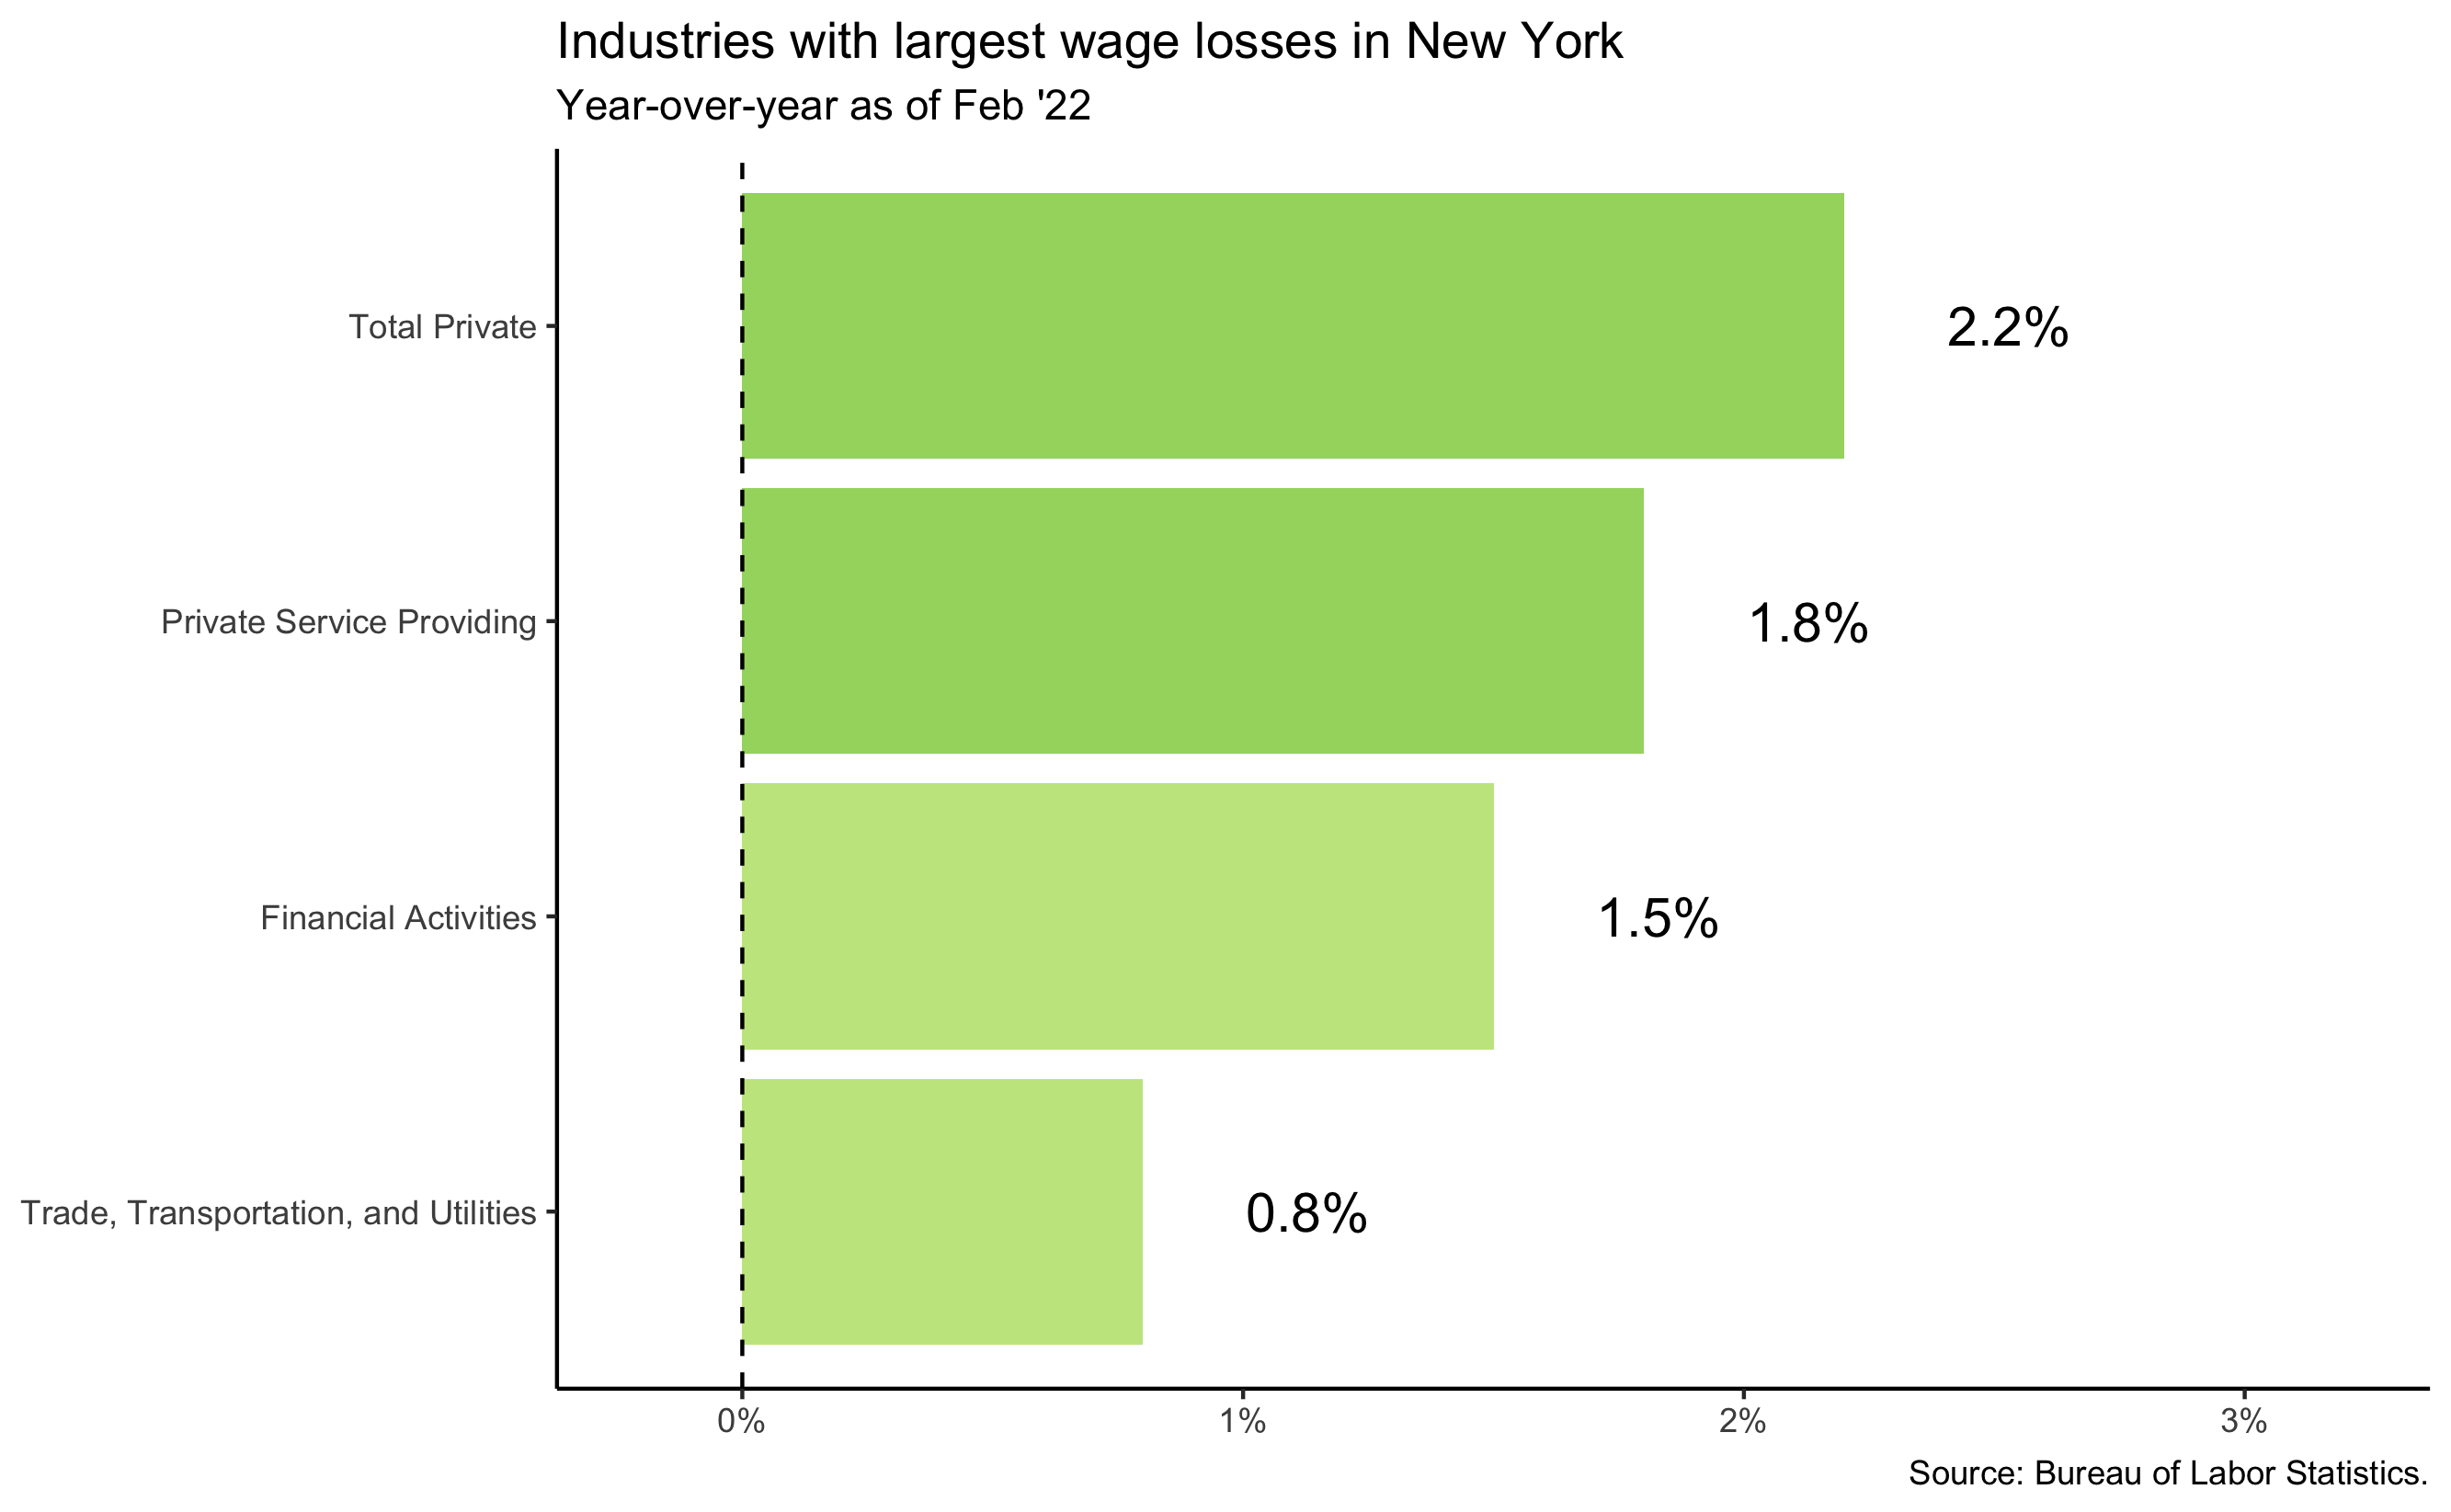 Industries with largest wage losses in New York
Year-over-year as of Feb '22
Total Private
2.2%
Private Service Providing
1.8%
Financial Activities
1.5%
Trade, Transportation, and Utilities
0.8%
0%
1%
2%
3%
Source: Bureau of Labor Statistics.